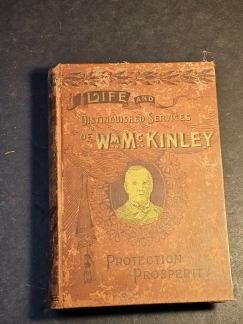 LIFE AND
DISTINGUISHED SERVICES
OF WM McKINLEY
PROTECTION
PROSPERITY